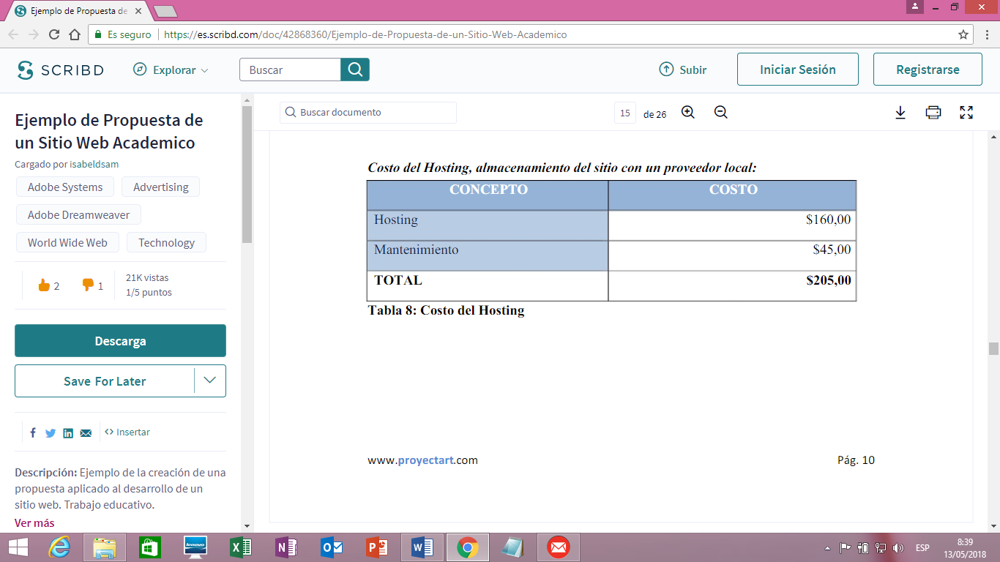 Ejemplo de Propuesta de
Es seguro
https://es.scribd.com/doc/42868360/Ejemplo-de-Propuesta-de-un-Sitio-Web-Academico
SCRIBD
Explorar
Buscar
Subir
Iniciar Sesión
Registrarse
Ejemplo de Propuesta de
un Sitio Web Academico
Cargado por isabeldsam
Adobe Systems
Advertising
Adobe Dreamweaver
World Wide Web
Technology
2
1
21K vistas
1/5 puntos
Descarga
Save For Later
<> Insertar
Descripción: Ejemplo de la creación de una
propuesta aplicado al desarrollo de un
sitio web. Trabajo educativo.
Ver más
Buscar documento
15 de 26
Costo del Hosting, almacenamiento del sitio con un proveedor local:
CONCEPTO COSTO
Hosting $160,00
Mantenimiento $45,00
TOTAL $205,00
Tabla 8: Costo del Hosting
www.proyectart.com Pág. 10
lenovo
ESP
8:39
13/05/2018